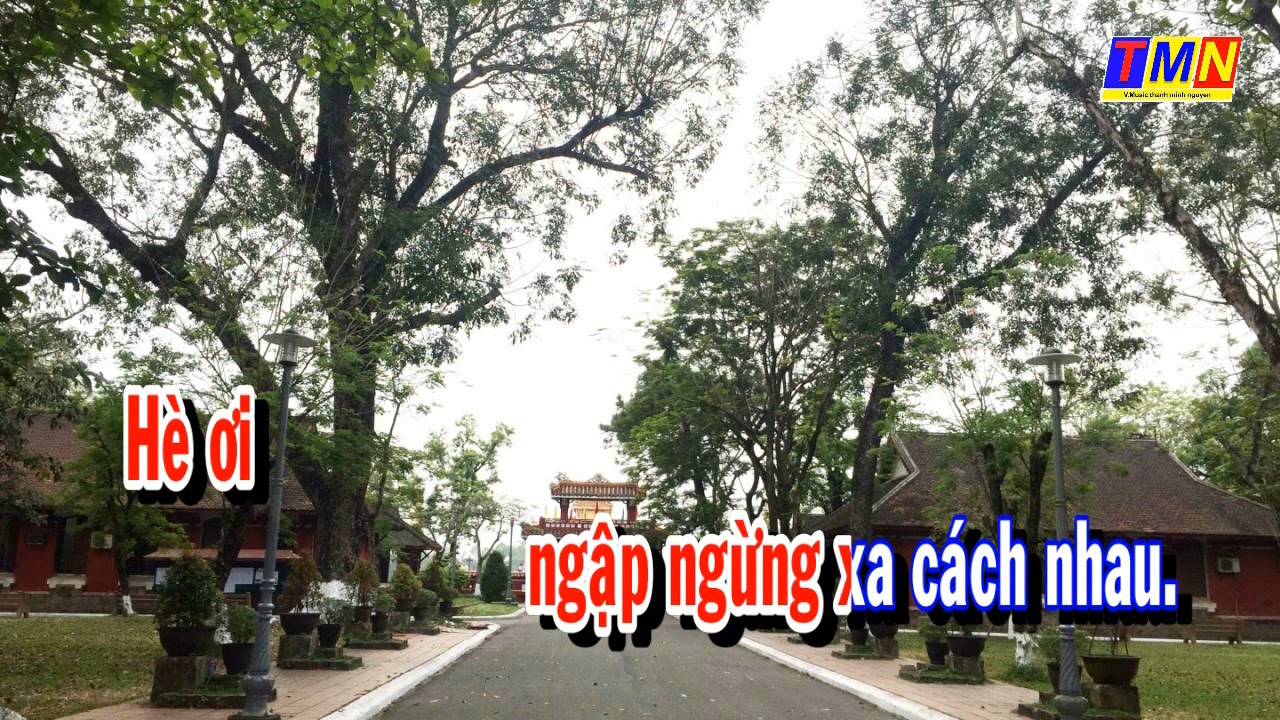 TMN
V.Music thanh minh nguyen
Hè ơi
ngập ngừng xa cách nhau.